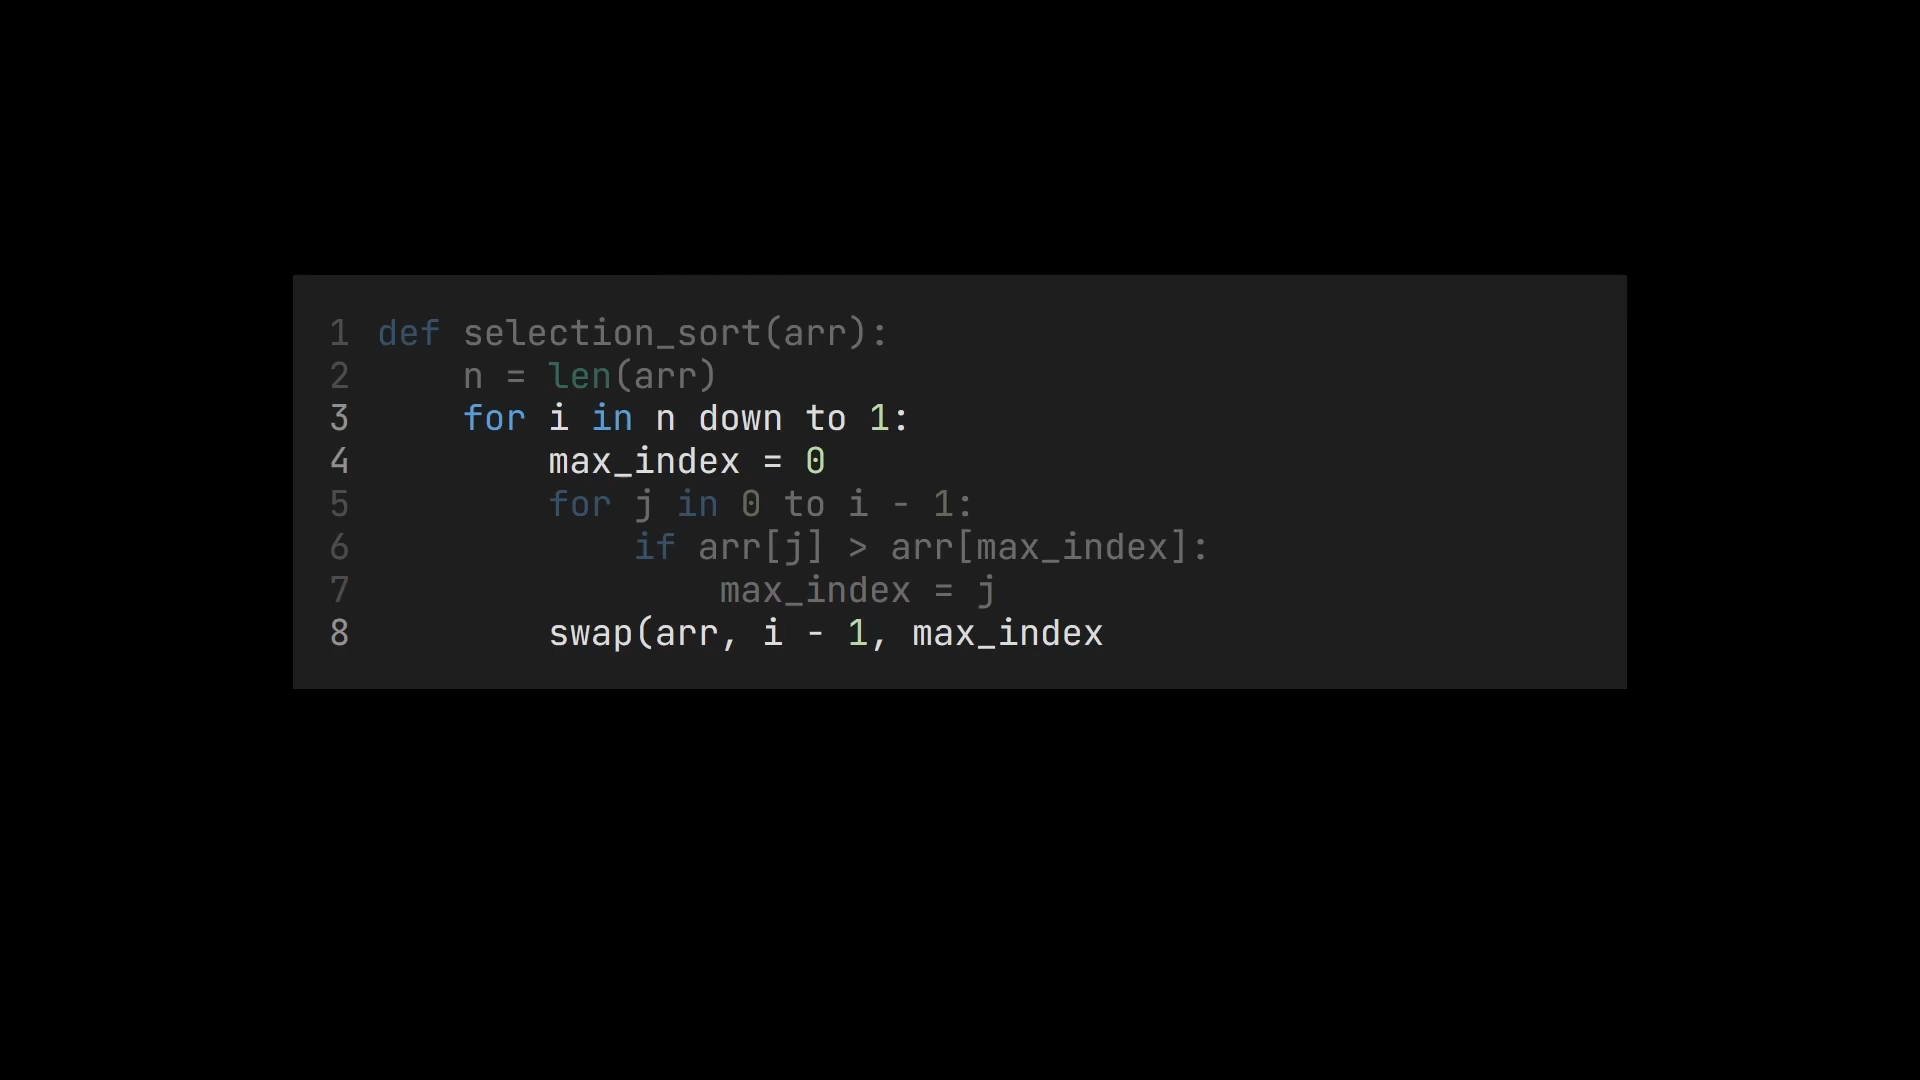 1 def selection_sort(arr):
2     n = len(arr)
3     for i in n down to 1:
4         max_index = 0
5         for j in 0 to i - 1:
6             if arr[j] > arr[max_index]:
7                 max_index = j
8         swap(arr, i - 1, max_index